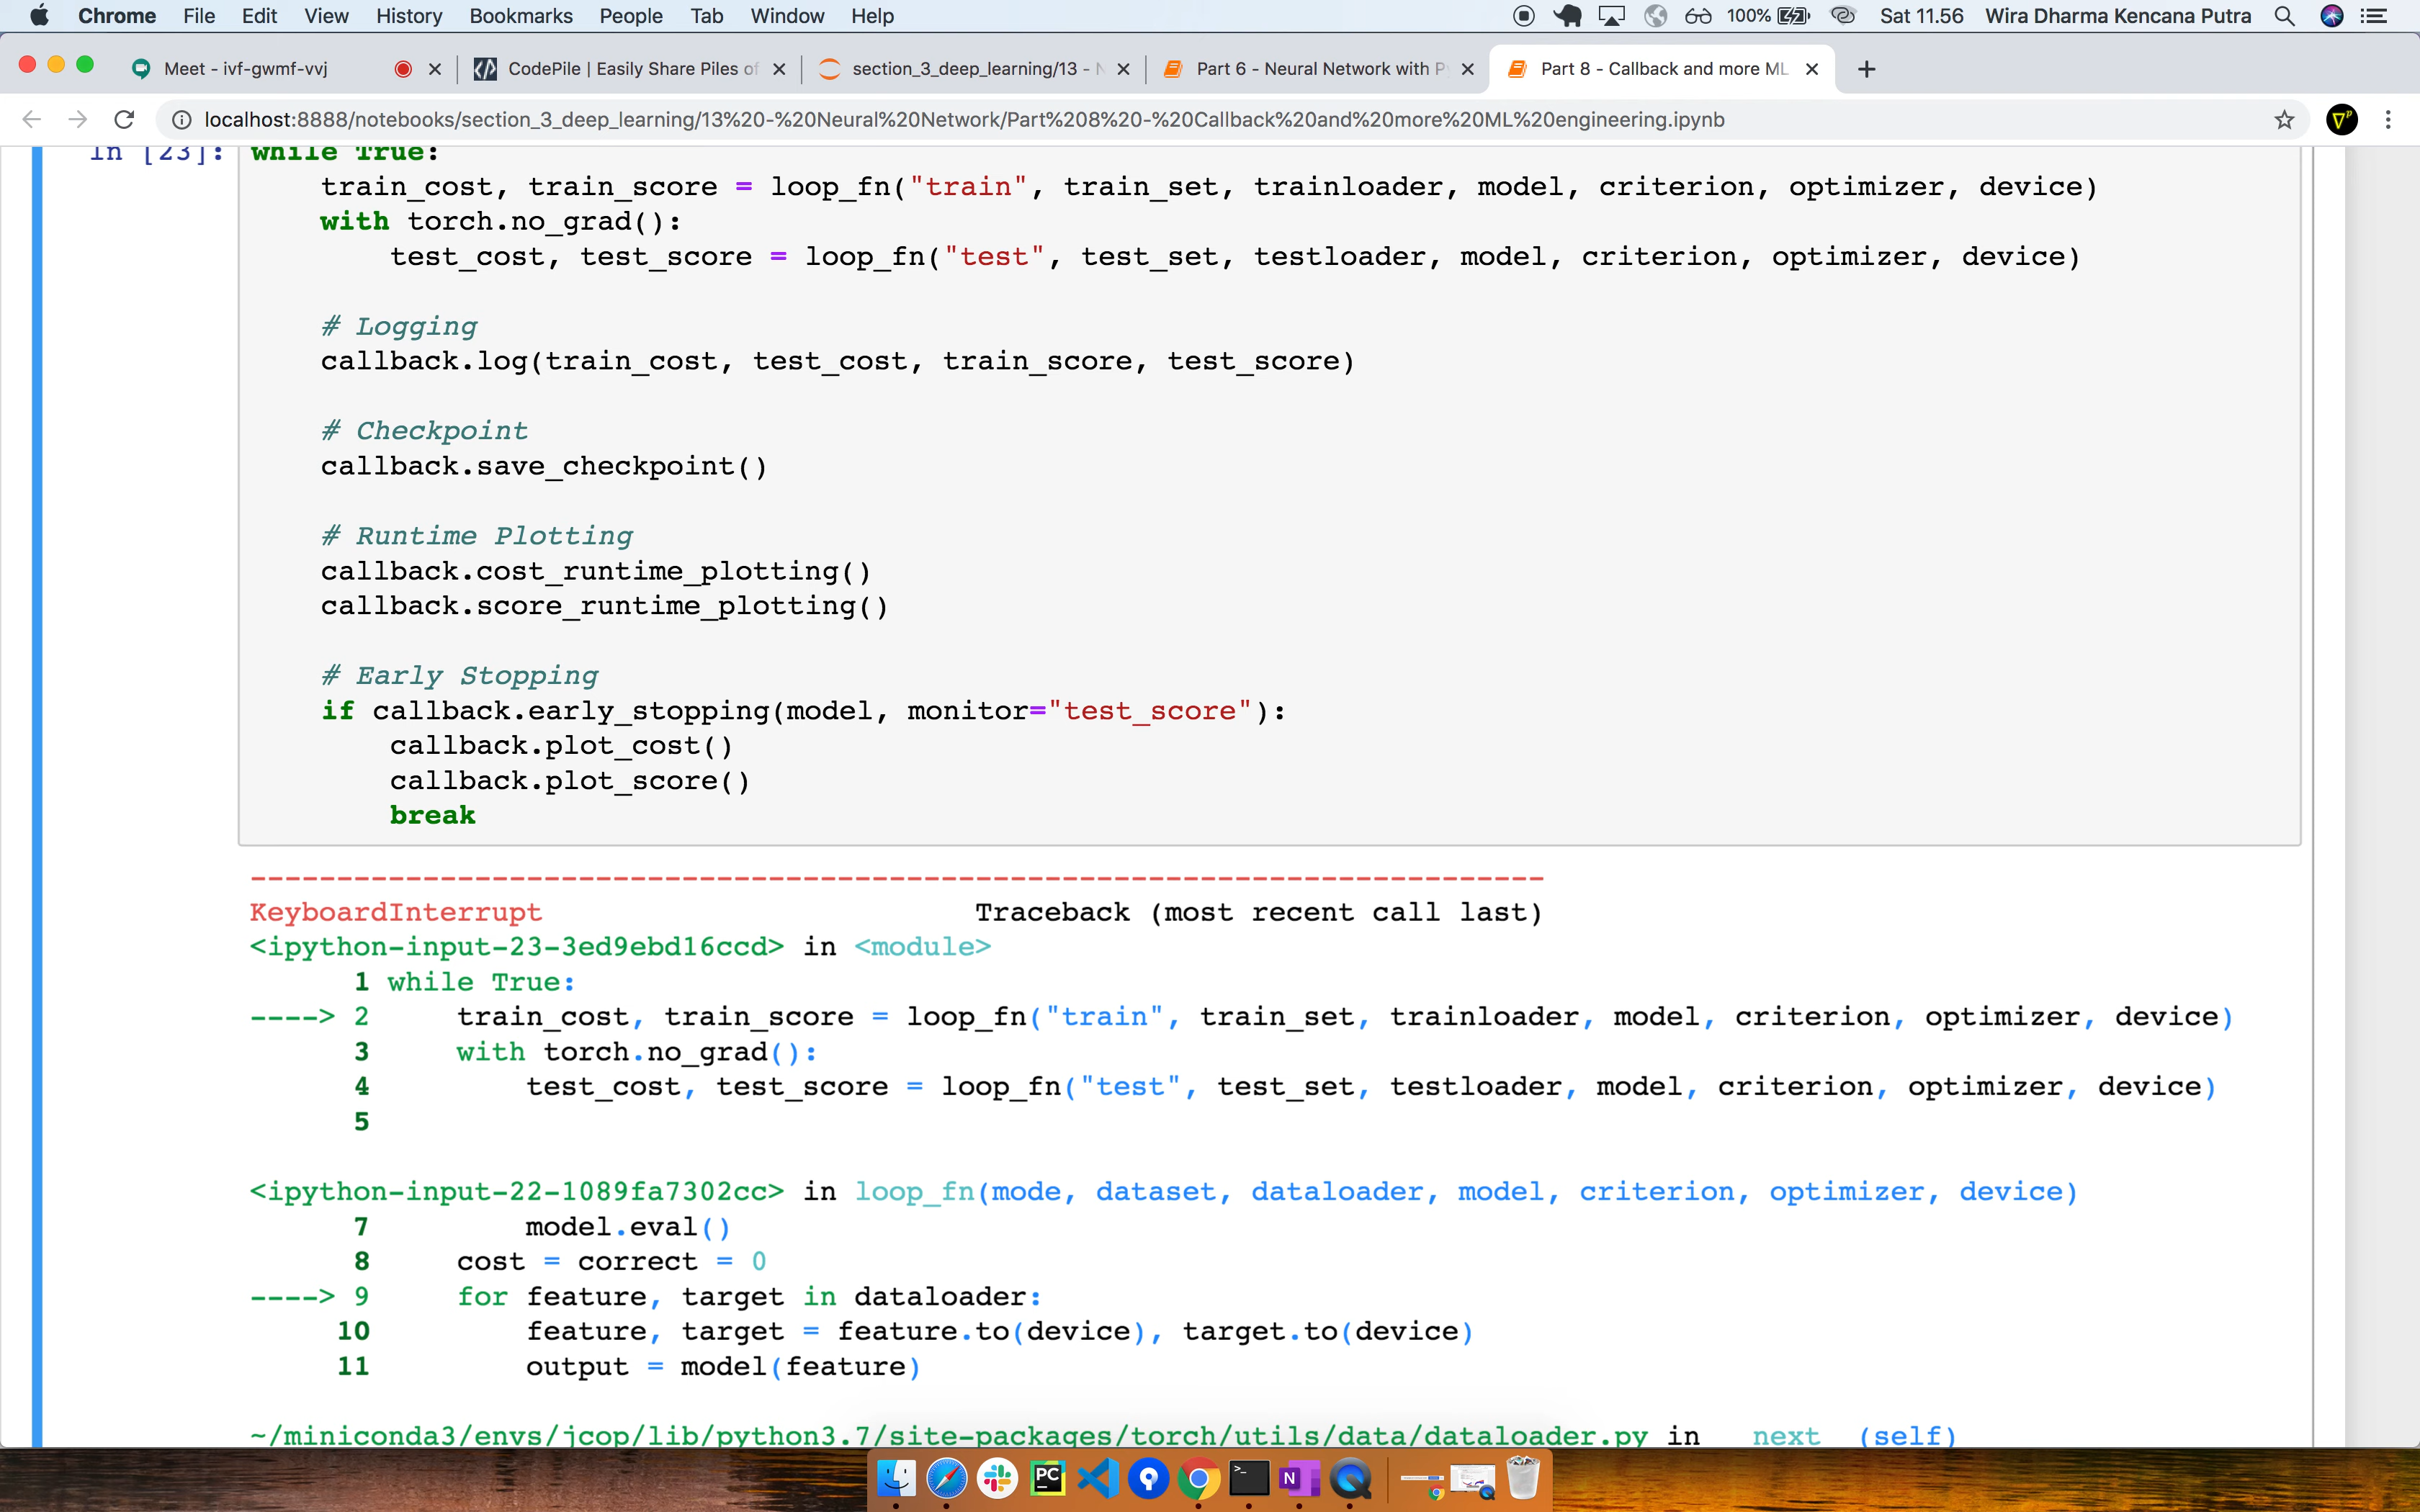 Chrome File Edit View History Bookmarks People Tab Window Help 100% Sat 11.56 Wira Dharma Kencana Putra
Meet - ivf-gwmf-vvj CodePile | Easily Share Piles of section_3_deep_learning/13 - N Part 6 - Neural Network with Py Part 8 - Callback and more ML
localhost:8888/notebooks/section_3_deep_learning/13%20-%20Neural%20Network/Part%208%20-%20Callback%20and%20more%20ML%20engineering.ipynb
In [23]: while True:
    train_cost, train_score = loop_fn("train", train_set, trainloader, model, criterion, optimizer, device)
    with torch.no_grad():
        test_cost, test_score = loop_fn("test", test_set, testloader, model, criterion, optimizer, device)
    # Logging
    callback.log(train_cost, test_cost, train_score, test_score)
    # Checkpoint
    callback.save_checkpoint()
    # Runtime Plotting
    callback.cost_runtime_plotting()
    callback.score_runtime_plotting()
    # Early Stopping
    if callback.early_stopping(model, monitor="test_score"):
        callback.plot_cost()
        callback.plot_score()
        break
---------------------------------------------------------------------------
KeyboardInterrupt                         Traceback (most recent call last)
<ipython-input-23-3ed9ebd16ccd> in <module>
      1 while True:
----> 2     train_cost, train_score = loop_fn("train", train_set, trainloader, model, criterion, optimizer, device)
      3     with torch.no_grad():
      4         test_cost, test_score = loop_fn("test", test_set, testloader, model, criterion, optimizer, device)
      5
<ipython-input-22-1089fa7302cc> in loop_fn(mode, dataset, dataloader, model, criterion, optimizer, device)
      7         model.eval()
      8     cost = correct = 0
----> 9     for feature, target in dataloader:
     10         feature, target = feature.to(device), target.to(device)
     11         output = model(feature)
~/miniconda3/envs/jcop/lib/python3.7/site-packages/torch/utils/data/dataloader.py in __next__(self)
PC
N